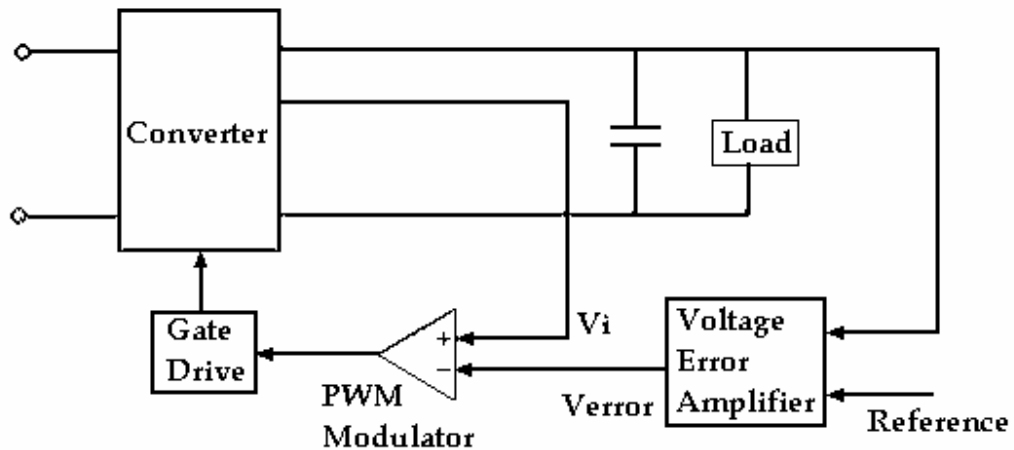 Converter
Load
Gate
Drive
+
−
PWM
Modulator
Vi
Verror
Voltage
Error
Amplifier
Reference